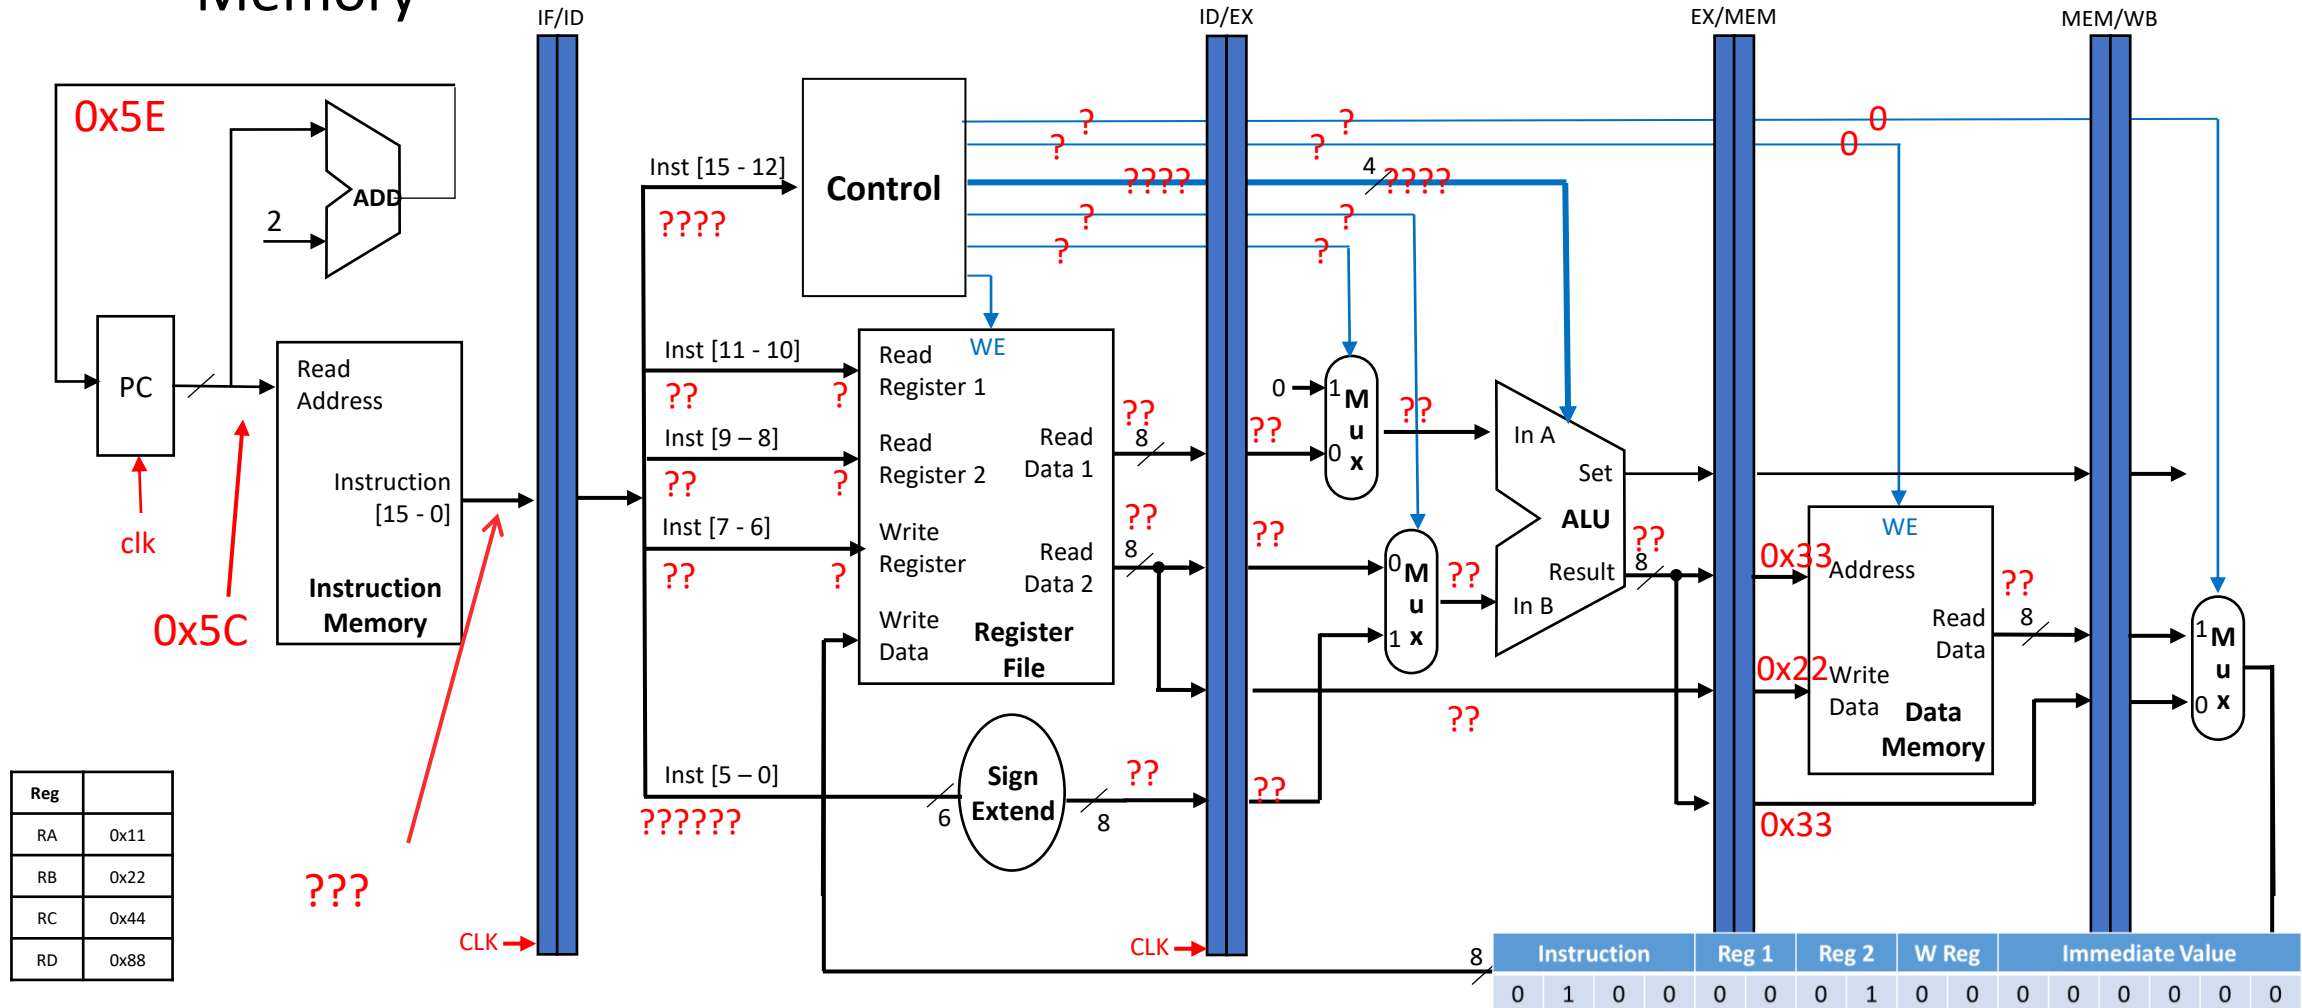 Memory
IF/ID
ID/EX
EX/MEM
MEM/WB
0x5E
ADD
2
PC
clk
0x5C
Read
Address
Instruction
[15 - 0]
Instruction
Memory
???
CLK
Inst [15 - 12]
????
Control
Inst [11 - 10]
?? ?
Inst [9 – 8]
?? ?
Inst [7 - 6]
?? ?
Inst [5 – 0]
??????
6
WE
Read
Register 1
Read
Register 2
Write
Register
Write
Data
Read
Data 1
Read
Data 2
Register
File
Sign
Extend
8
??
??
8
??
8
??
CLK
? ? 0
? ? 0
???? 4 ????
? ?
? ?
??
??
??
0
1
0
M
u
x
??
0
1
M
u
x
??
??
In A
In B
Set
ALU
Result
??
8
0x33
0x22
0x33
WE
Address
Write
Data
Read
Data
Data
Memory
??
8
1
0
M
u
x
8
Reg
RA 0x11
RB 0x22
RC 0x44
RD 0x88
Instruction Reg 1 Reg 2 W Reg Immediate Value
0 1 0 0 0 0 0 1 0 0 0 0 0 0 0 0